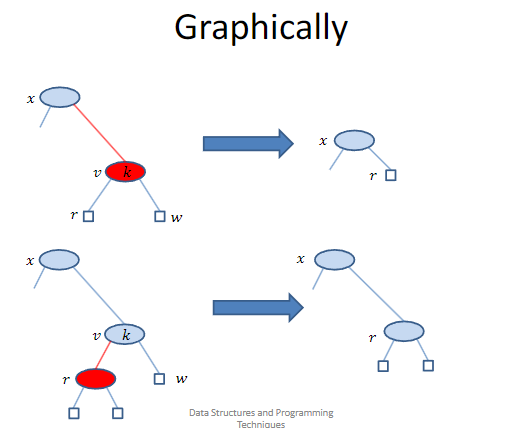 Graphically
x
v k
r w
x
r
x
v k
r w
x
r
Data Structures and Programming
Techniques